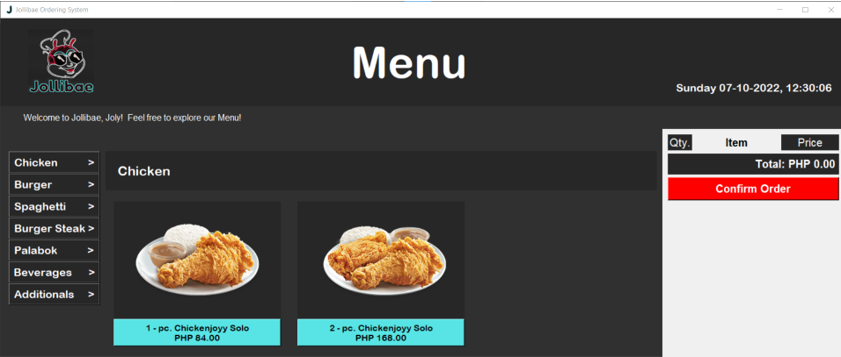 Jollibae Ordering System
Jollibae
Menu
Sunday 07-10-2022, 12:30:06
Welcome to Jollibae, Joly! Feel free to explore our Menu!
Chicken >
Burger >
Spaghetti >
Burger Steak >
Palabok >
Beverages >
Additionals >
Chicken
1 - pc. Chickenjoyy Solo
PHP 84.00
2 - pc. Chickenjoyy Solo
PHP 168.00
Qty. Item Price
Total: PHP 0.00
Confirm Order